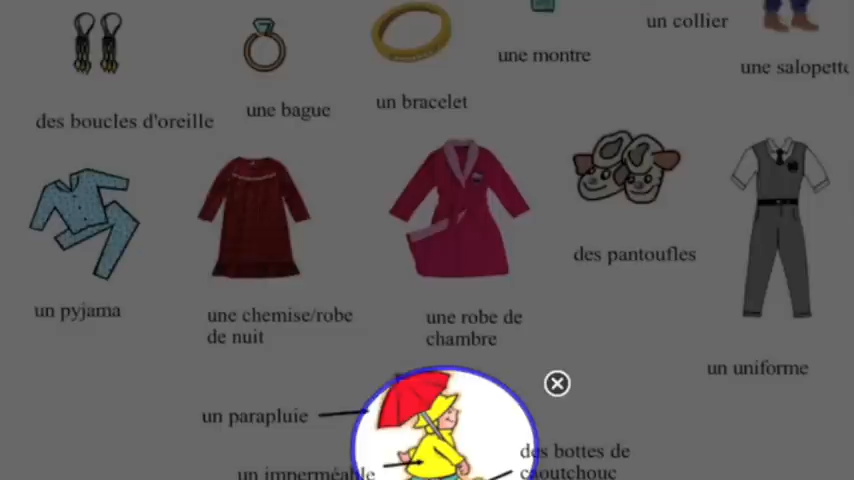 un collier
une montre
une salopette
un bracelet
une bague
des boucles d'oreille
des pantoufles
un pyjama
une chemise/robe
de nuit
une robe de
chambre
un uniforme
un parapluie
des bottes de
caoutchouc
un imperméable